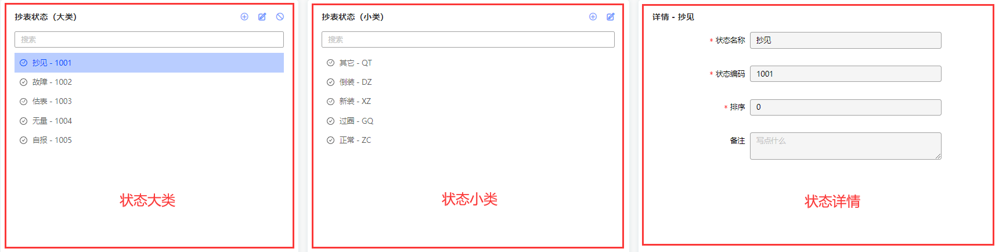 抄表状态（大类）
搜索
抄见 - 1001
故障 - 1002
估表 - 1003
无量 - 1004
自报 - 1005
状态大类
抄表状态（小类）
搜索
其它 - QT
倒装 - DZ
新装 - XZ
过圈 - GQ
正常 - ZC
状态小类
详情 - 抄见
* 状态名称 抄见
* 状态编码 1001
* 排序 0
备注 写点什么
状态详情